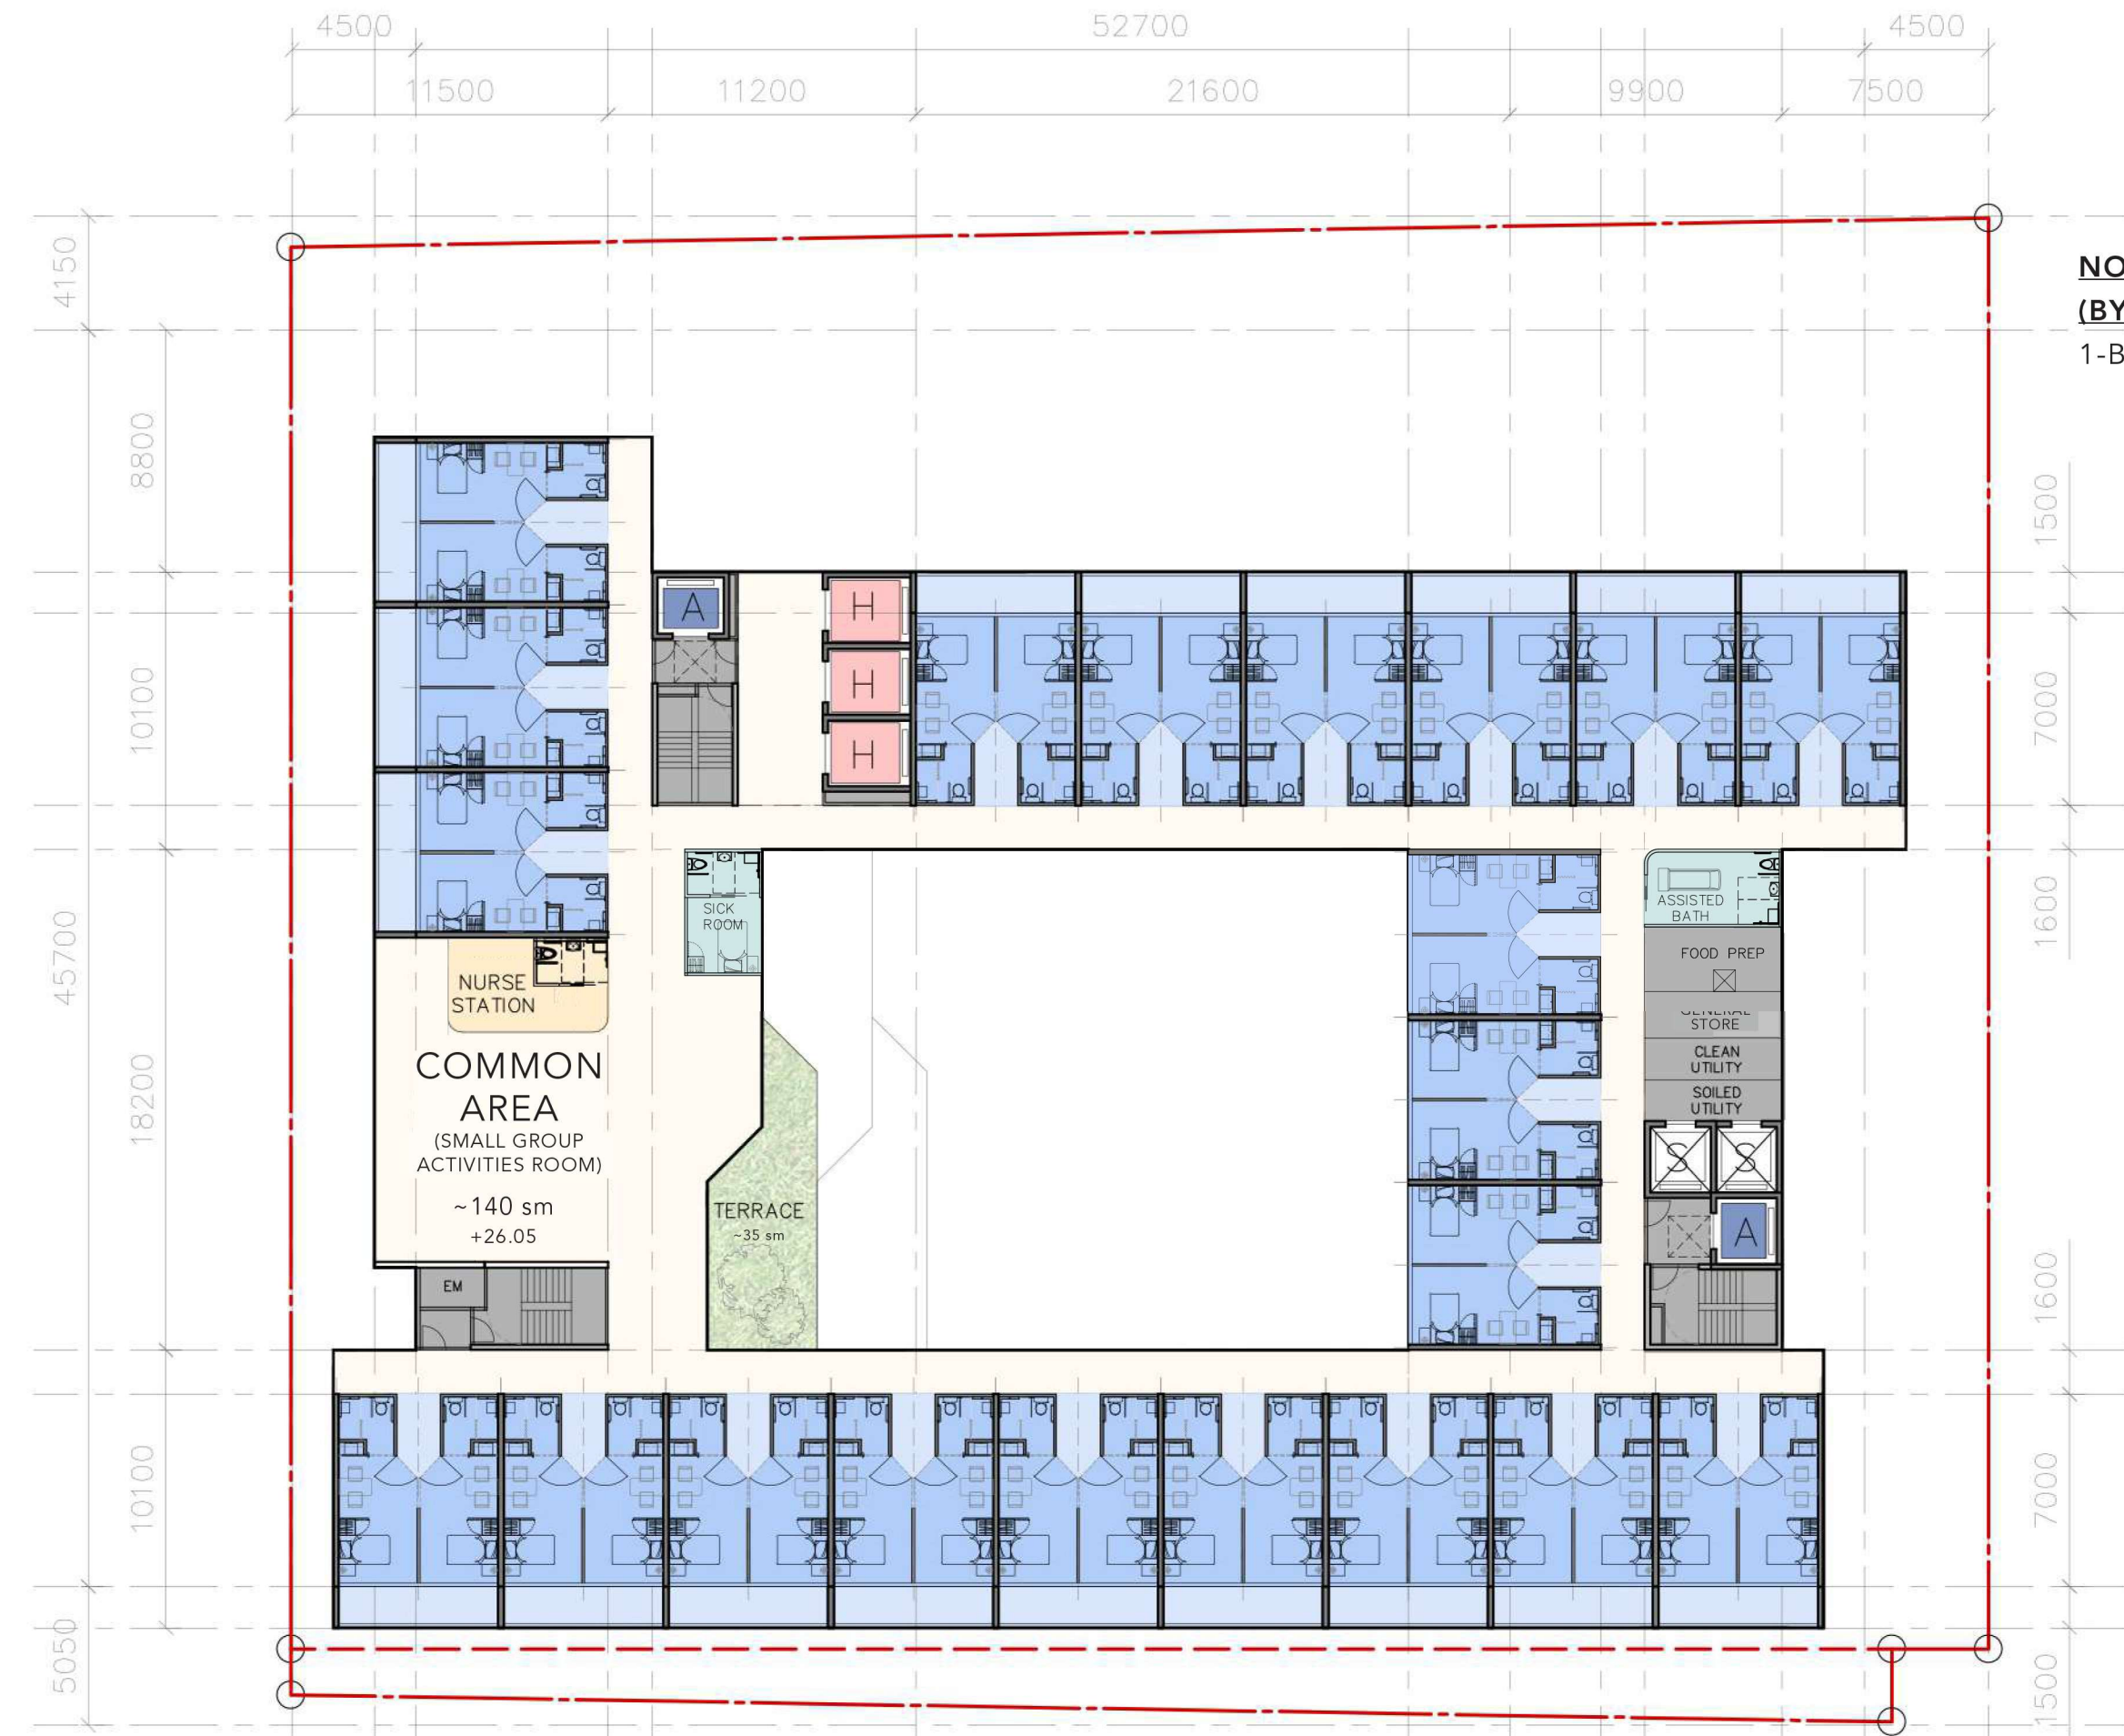 4500
52700
4500
11500
11200
21600
9900
7500
4150
8800
10100
45700
18200
10100
5050
1500
7000
1600
1600
7000
1500
NO
(BY
1-B
A
H
H
H
SICK
ROOM
ASSISTED
BATH
FOOD PREP
GENERAL
STORE
CLEAN
UTILITY
SOILED
UTILITY
S
S
A
NURSE
STATION
COMMON
AREA
(SMALL GROUP
ACTIVITIES ROOM)
~140 sm
+26.05
TERRACE
~35 sm
EM